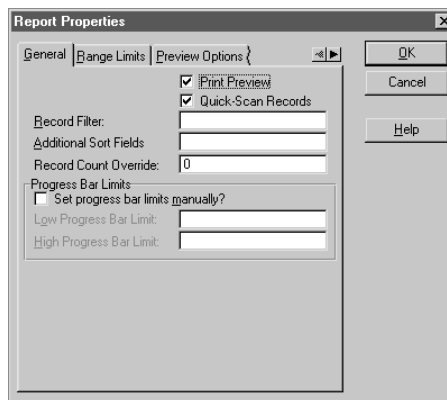 Report Properties
General Range Limits Preview Options
OK
Cancel
Help
Print Preview
Quick-Scan Records
Record Filter:
Additional Sort Fields
Record Count Override: 0
Progress Bar Limits
Set progress bar limits manually?
Low Progress Bar Limit:
High Progress Bar Limit: